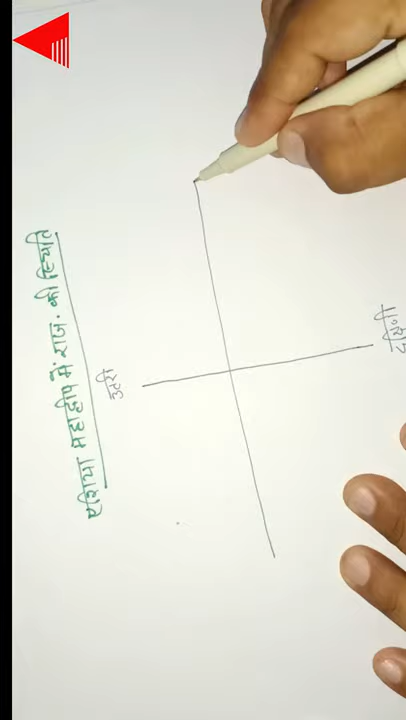 एशिया महाद्वीप में राज. की स्थिति
उत्तरी
दक्षिणी